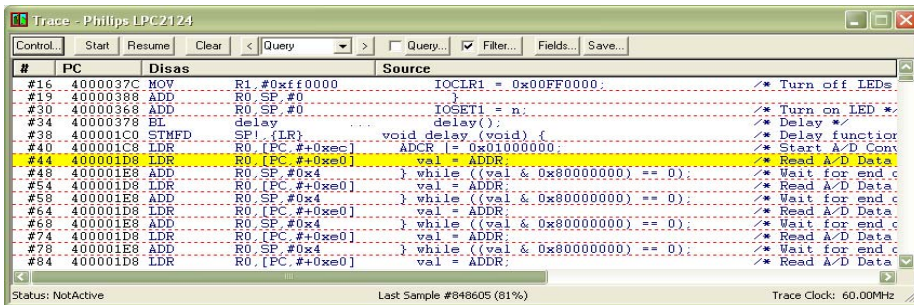 Trace - Philips LPC2124
Control... Start Resume Clear < Query > Query... Filter... Fields... Save...
# PC Disas Source
#16 4000037C MOV R1,#0xff0000 IOCLR1 = 0x00FF0000; /* Turn off LEDs
#19 40000388 ADD R0,SP,#0 }
#30 40000368 ADD R0,SP,#0 IOSET1 = n; /* Turn on LED */
#34 40000378 BL delay ... delay(); /* Delay */
#38 400001C0 STMFD SP!,{LR} void delay (void) { /* Delay function
#40 400001C8 LDR R0,[PC,#+0xec] ADCR |= 0x01000000; /* Start A/D Conv
#44 400001D8 LDR R0,[PC,#+0xe0] val = ADDR; /* Read A/D Data
#48 400001E8 ADD R0,SP,#0x4 } while ((val & 0x80000000) == 0); /* Wait for end o
#54 400001D8 LDR R0,[PC,#+0xe0] val = ADDR; /* Read A/D Data
#58 400001E8 ADD R0,SP,#0x4 } while ((val & 0x80000000) == 0); /* Wait for end o
#64 400001D8 LDR R0,[PC,#+0xe0] val = ADDR; /* Read A/D Data
#68 400001E8 ADD R0,SP,#0x4 } while ((val & 0x80000000) == 0); /* Wait for end o
#74 400001D8 LDR R0,[PC,#+0xe0] val = ADDR; /* Read A/D Data
#78 400001E8 ADD R0,SP,#0x4 } while ((val & 0x80000000) == 0); /* Wait for end o
#84 400001D8 LDR R0,[PC,#+0xe0] val = ADDR; /* Read A/D Data
Status: NotActive Last Sample #848605 (81%) Trace Clock: 60.00MHz